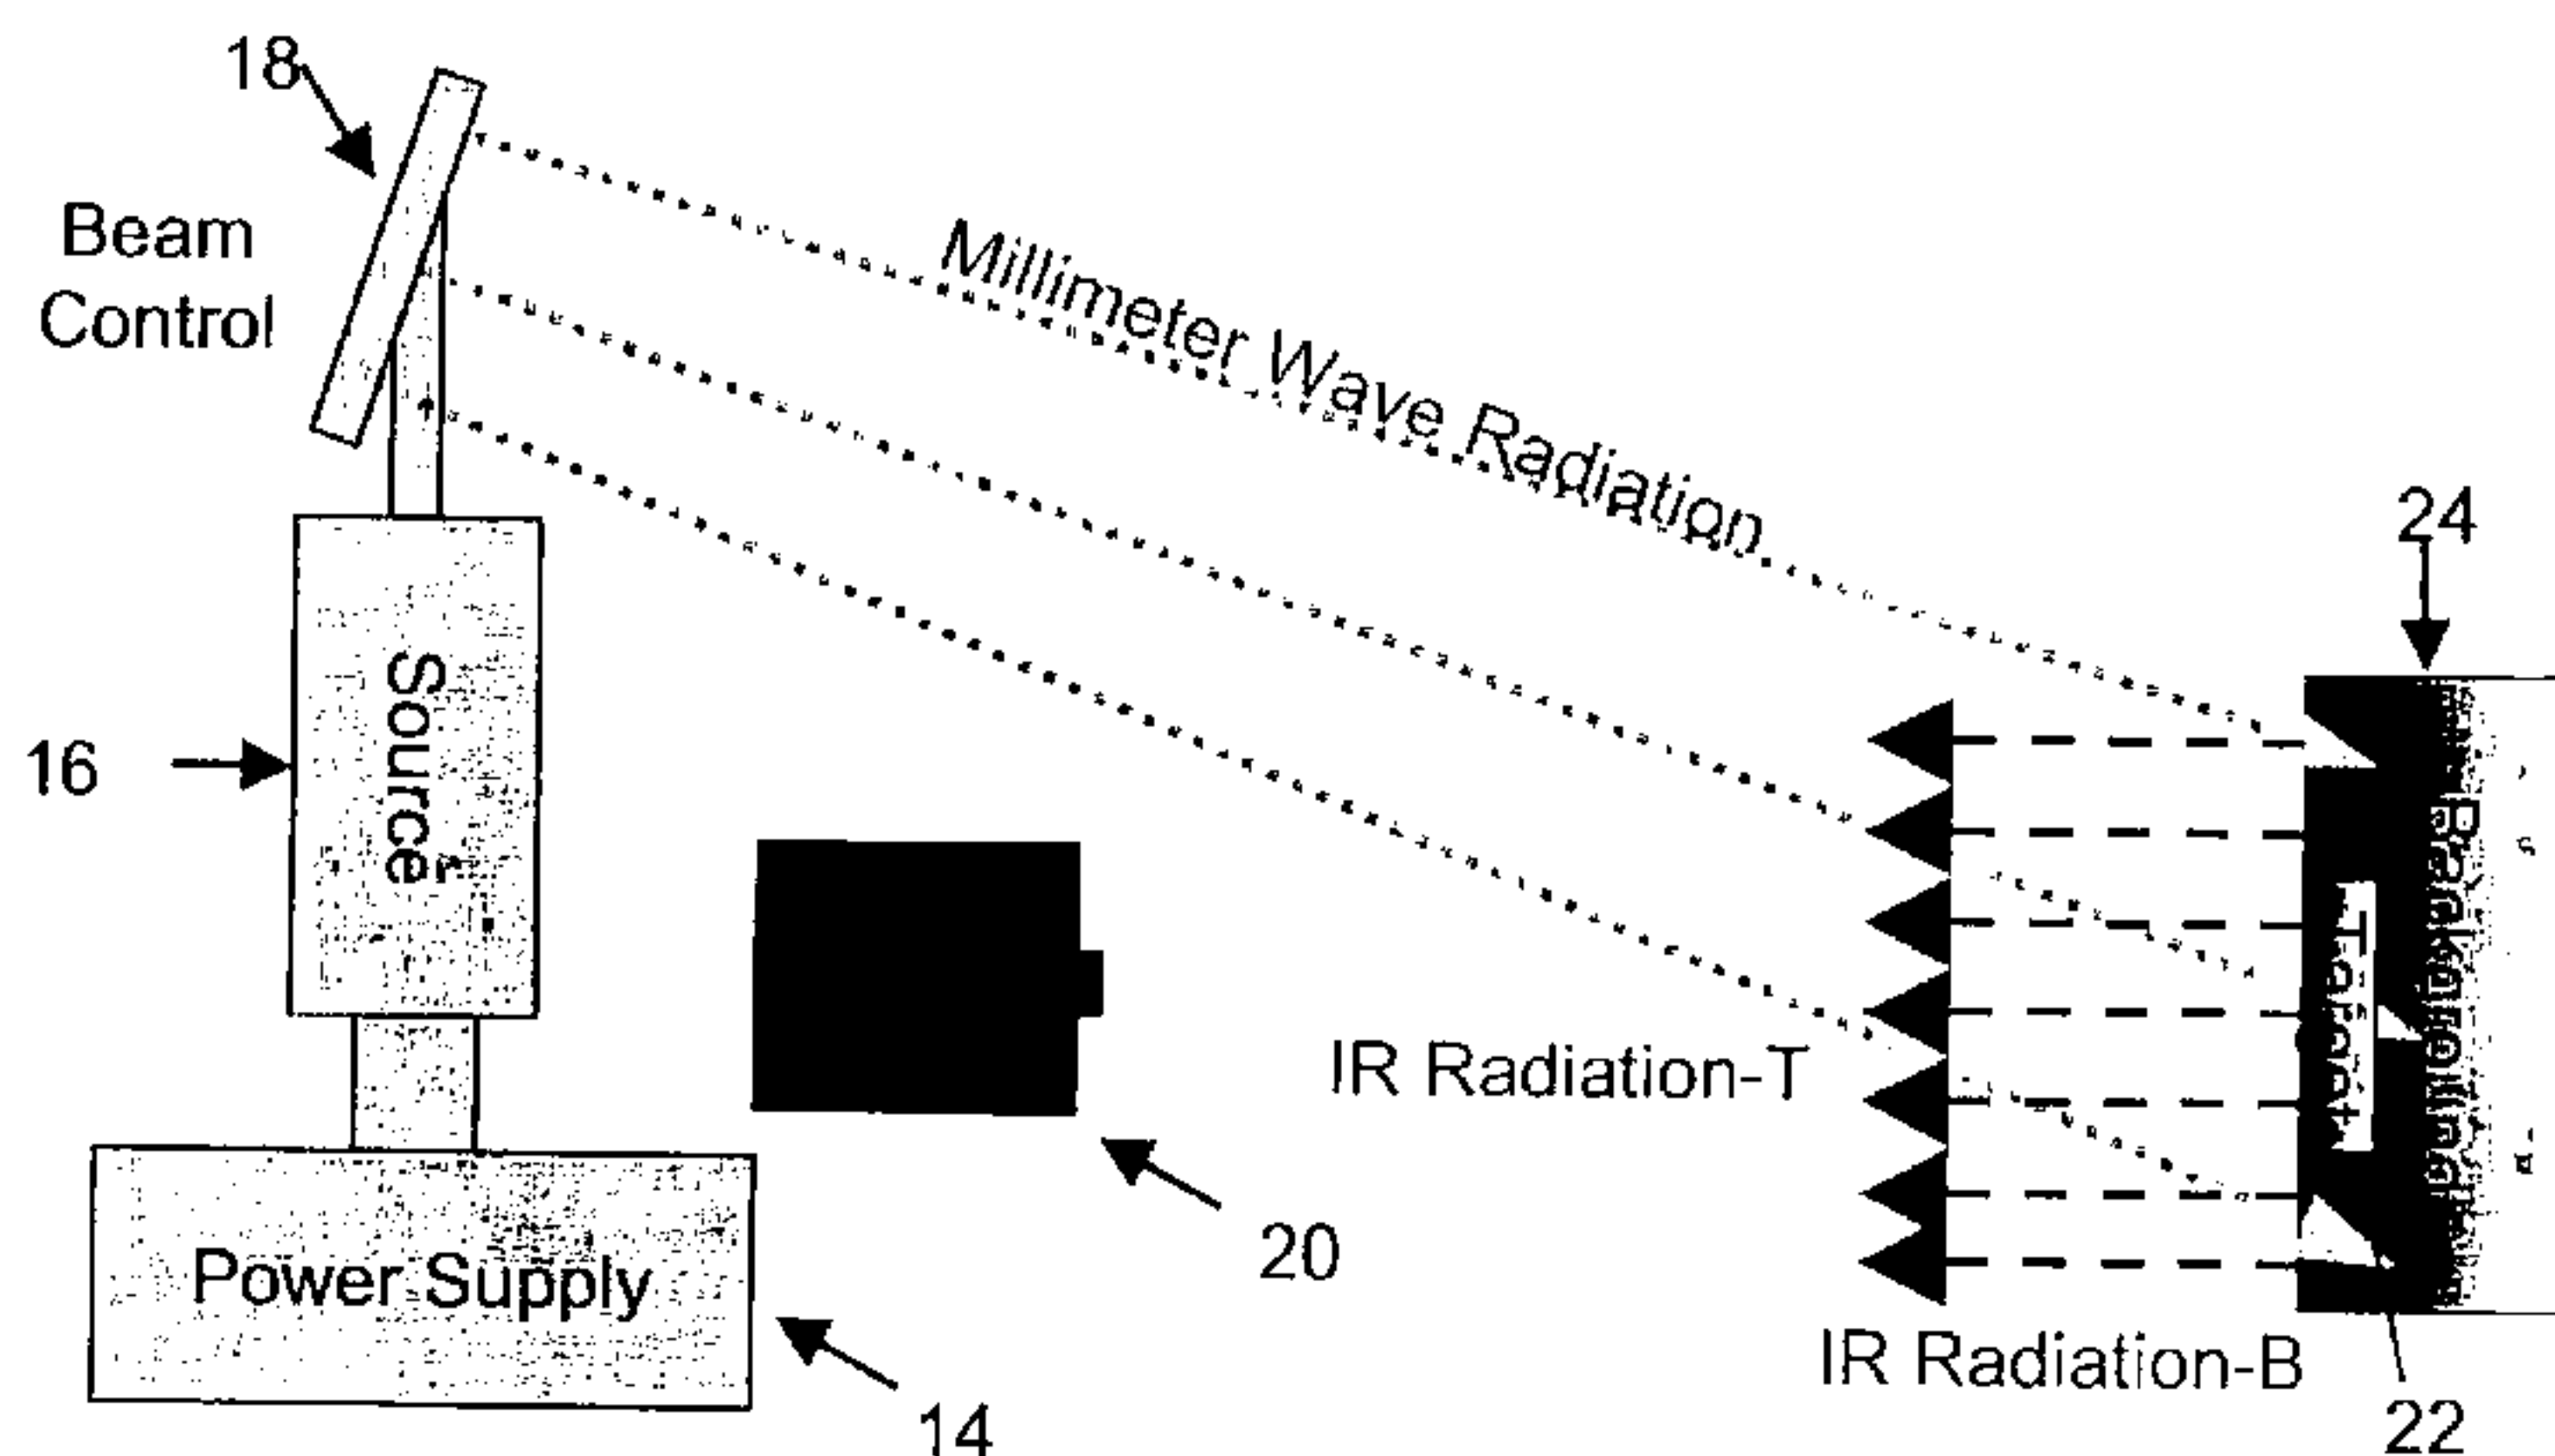 18
Beam
Control
Millimeter Wave Radiation
24
16
Source
Target
Background
IR Radiation-T
20
Power Supply
14
IR Radiation-B
22